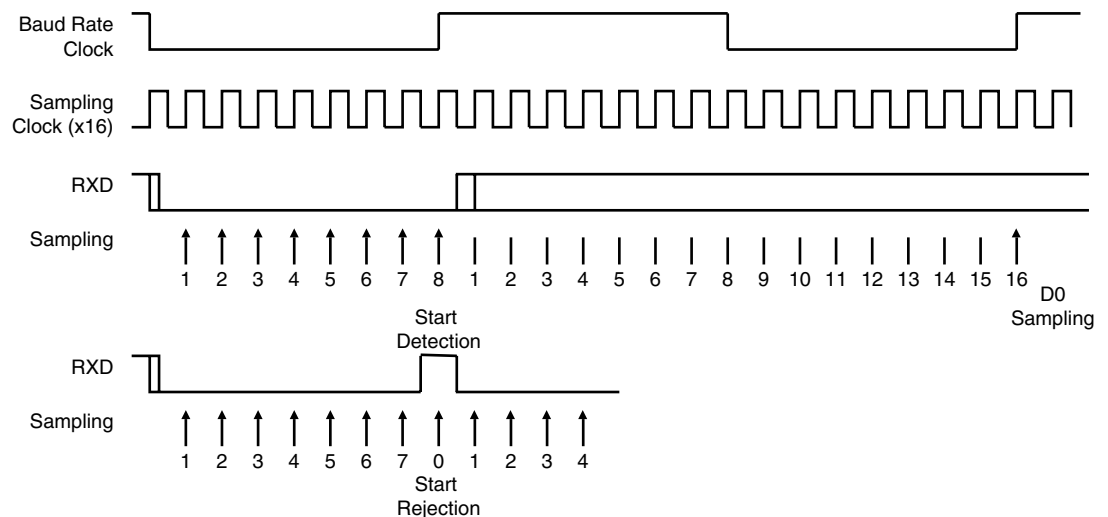 Baud Rate
Clock
Sampling
Clock (x16)
RXD
Sampling
1 2 3 4 5 6 7 8 1 2 3 4 5 6 7 8 9 10 11 12 13 14 15 16
D0
Sampling
Start
Detection
RXD
Sampling
1 2 3 4 5 6 7 0 1 2 3 4
Start
Rejection